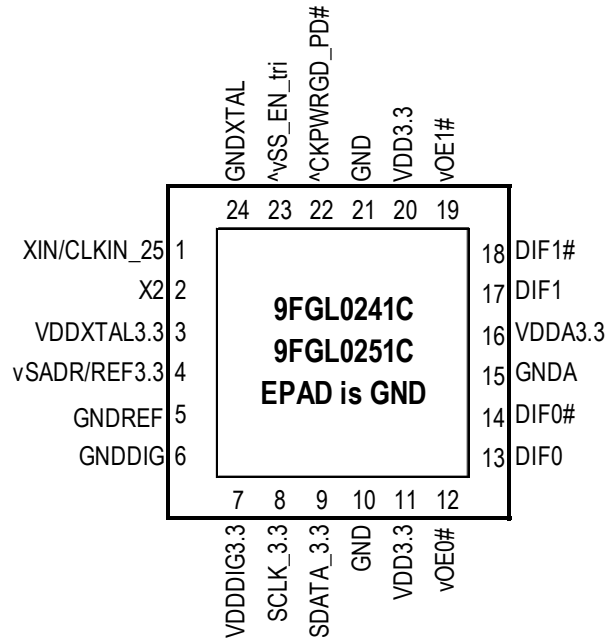 GNDXTAL
^vSS_EN_tri
^CKPWRGD_PD#
GND
VDD3.3
vOE1#
24 23 22 21 20 19
XIN/CLKIN_25 1
X2 2
VDDXTAL3.3 3
vSADR/REF3.3 4
GNDREF 5
GNDDIG 6
9FGL0241C
9FGL0251C
EPAD is GND
18 DIF1#
17 DIF1
16 VDDA3.3
15 GNDA
14 DIF0#
13 DIF0
7 8 9 10 11 12
VDDDIG3.3
SCLK_3.3
SDATA_3.3
GND
VDD3.3
vOE0#